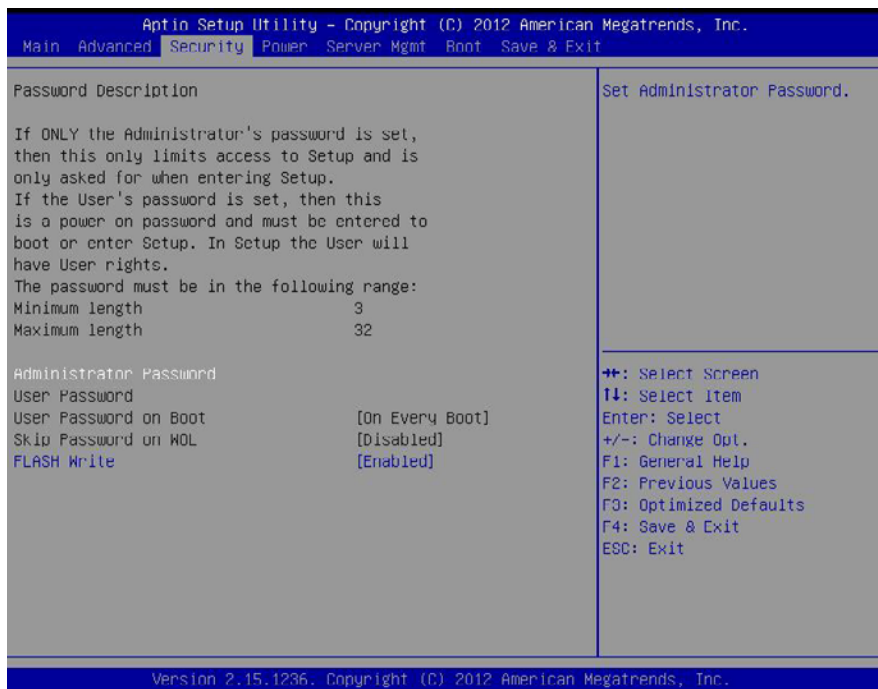 Aptio Setup Utility – Copyright (C) 2012 American Megatrends, Inc.
Main Advanced Security Power Server Mgmt Boot Save & Exit
Password Description
If ONLY the Administrator's password is set,
then this only limits access to Setup and is
only asked for when entering Setup.
If the User's password is set, then this
is a power on password and must be entered to
boot or enter Setup. In Setup the User will
have User rights.
The password must be in the following range:
Minimum length 3
Maximum length 32
Administrator Password
User Password
User Password on Boot [On Every Boot]
Skip Password on WOL [Disabled]
FLASH Write [Enabled]
Set Administrator Password.
→←: Select Screen
↑↓: Select Item
Enter: Select
+/-: Change Opt.
F1: General Help
F2: Previous Values
F3: Optimized Defaults
F4: Save & Exit
ESC: Exit
Version 2.15.1236. Copyright (C) 2012 American Megatrends, Inc.